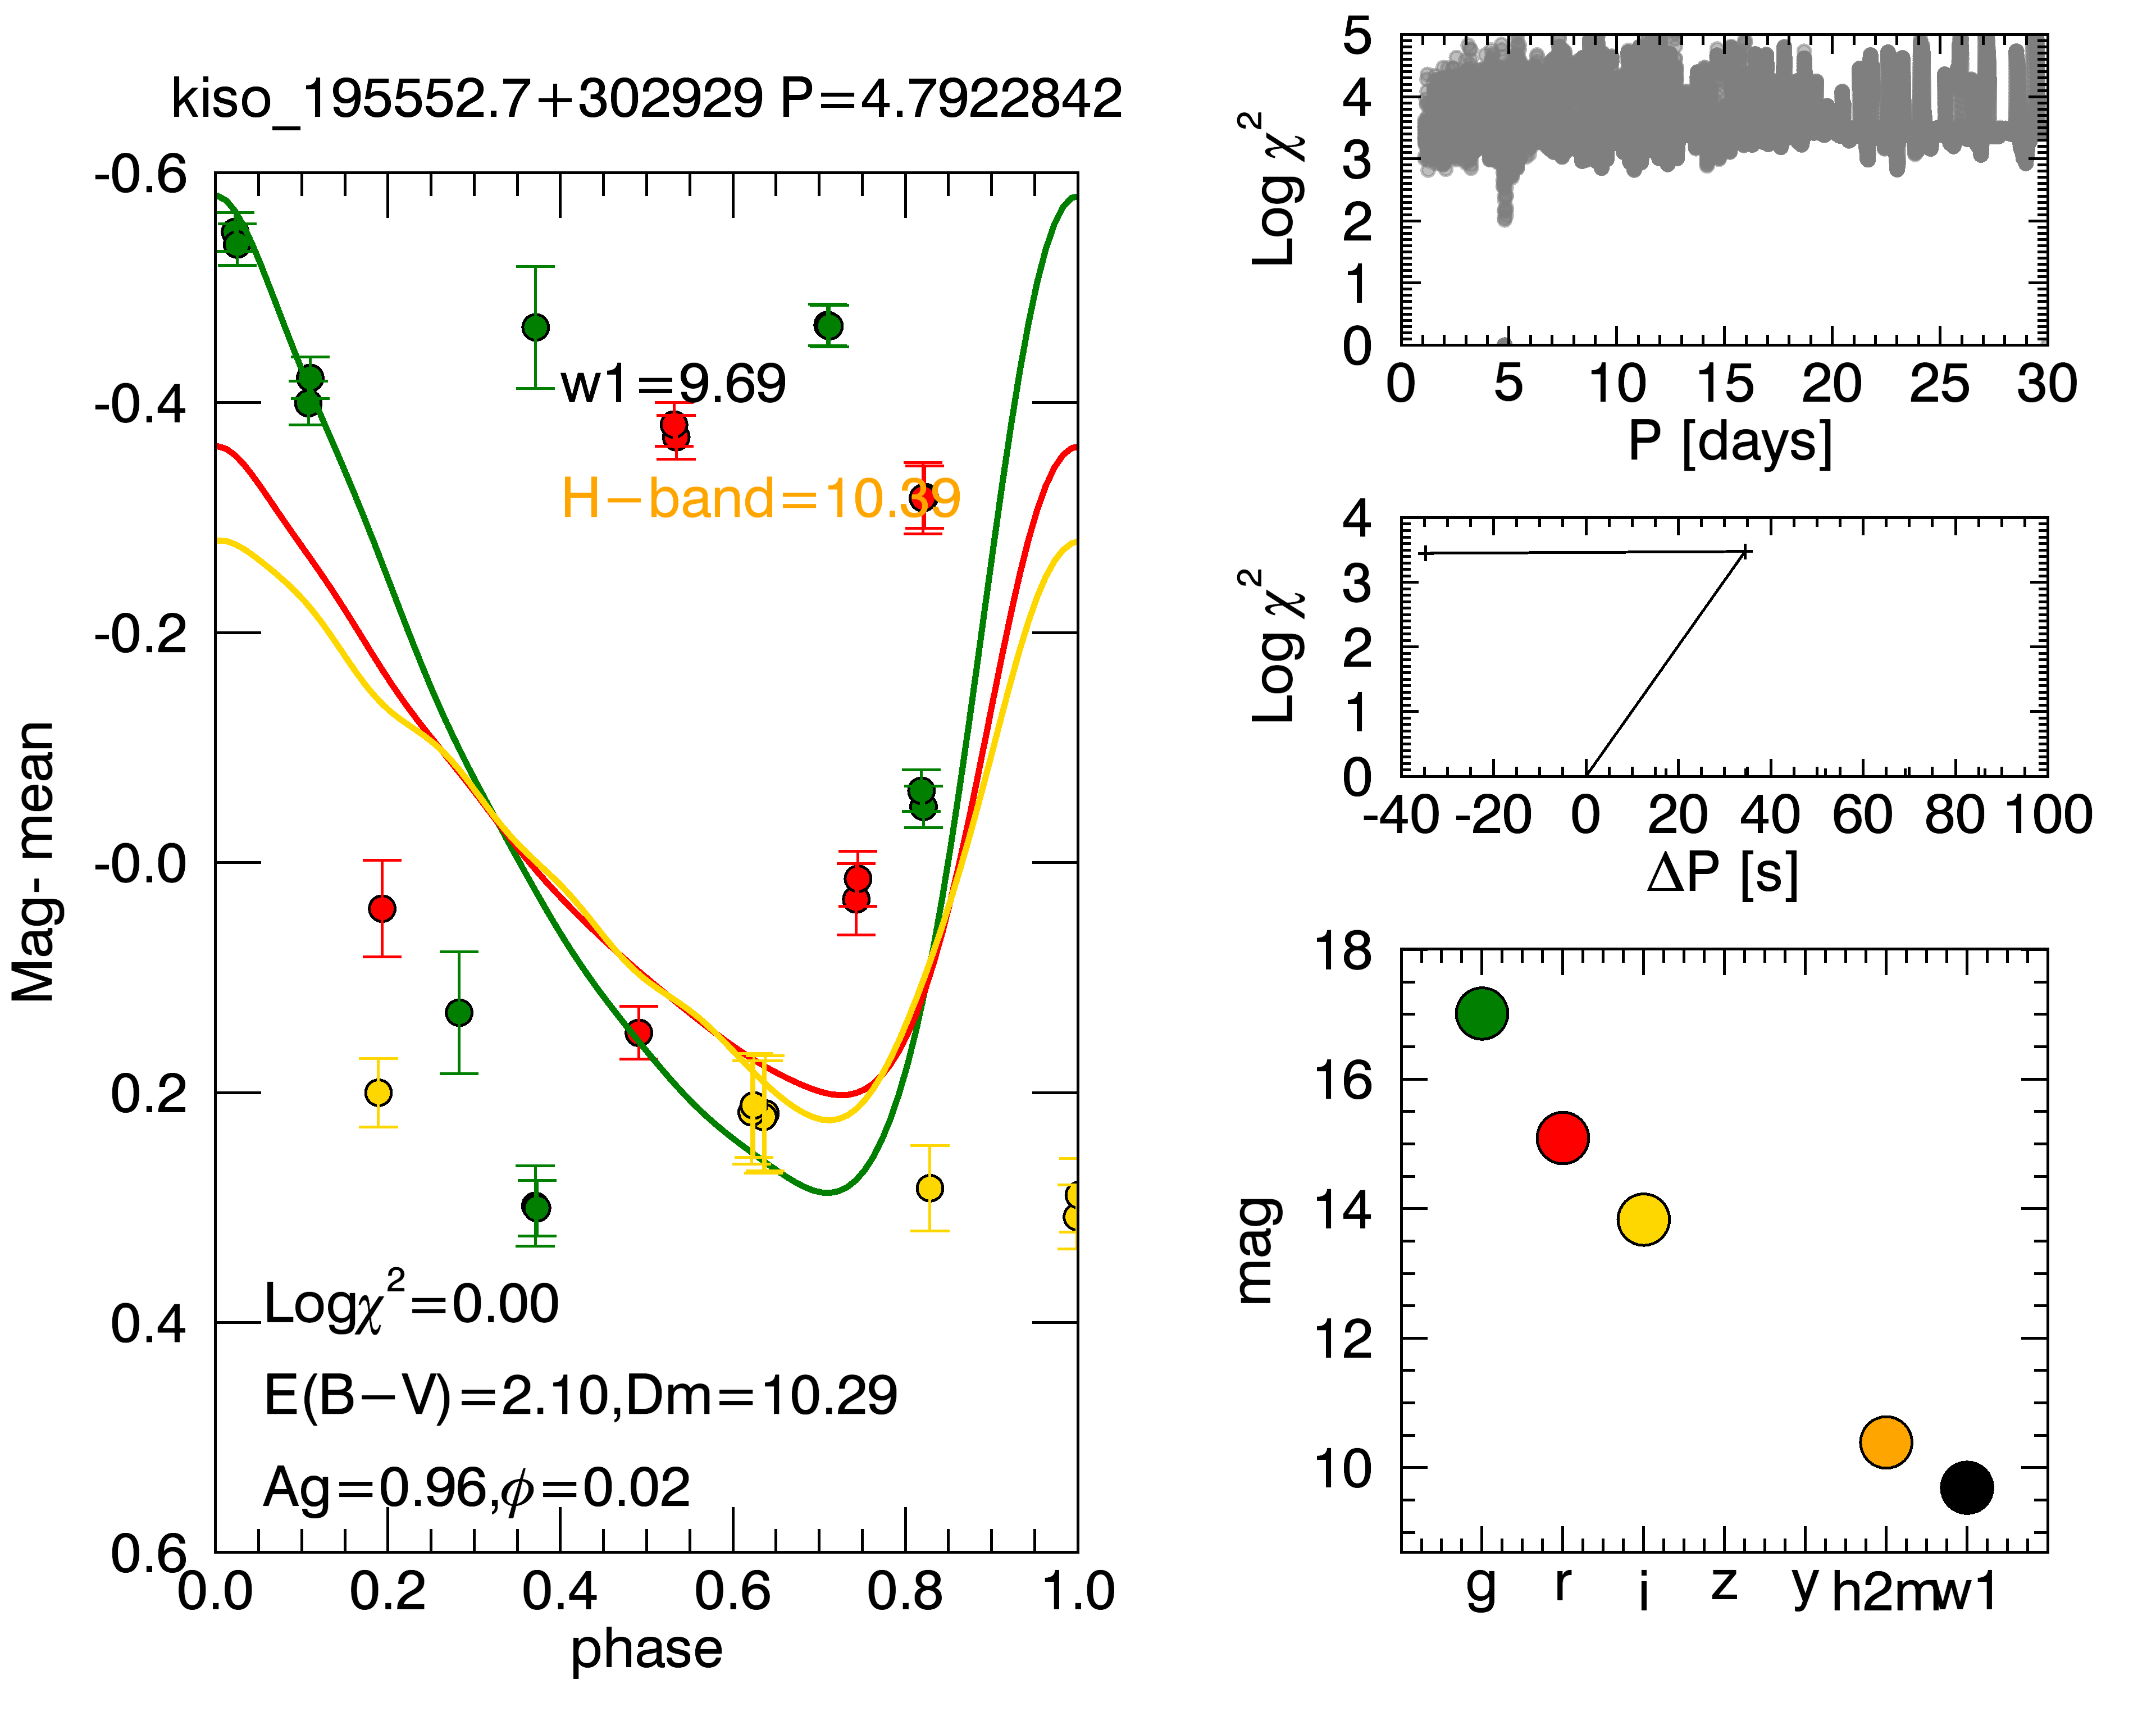 kiso_195552.7+302929 P=4.7922842
-0.6
-0.4
-0.2
-0.0
0.2
0.4
0.6
Mag- mean
w1=9.69
H−band=10.39
Logχ²=0.00
E(B−V)=2.10,Dm=10.29
Ag=0.96,ϕ=0.02
0.0 0.2 0.4 0.6 0.8 1.0
phase
5
4
3
2
1
0
Log χ²
0 5 10 15 20 25 30
P [days]
4
3
2
1
0
Log χ²
-40 -20 0 20 40 60 80 100
ΔP [s]
18
16
14
12
10
mag
g r i z y h2m w1